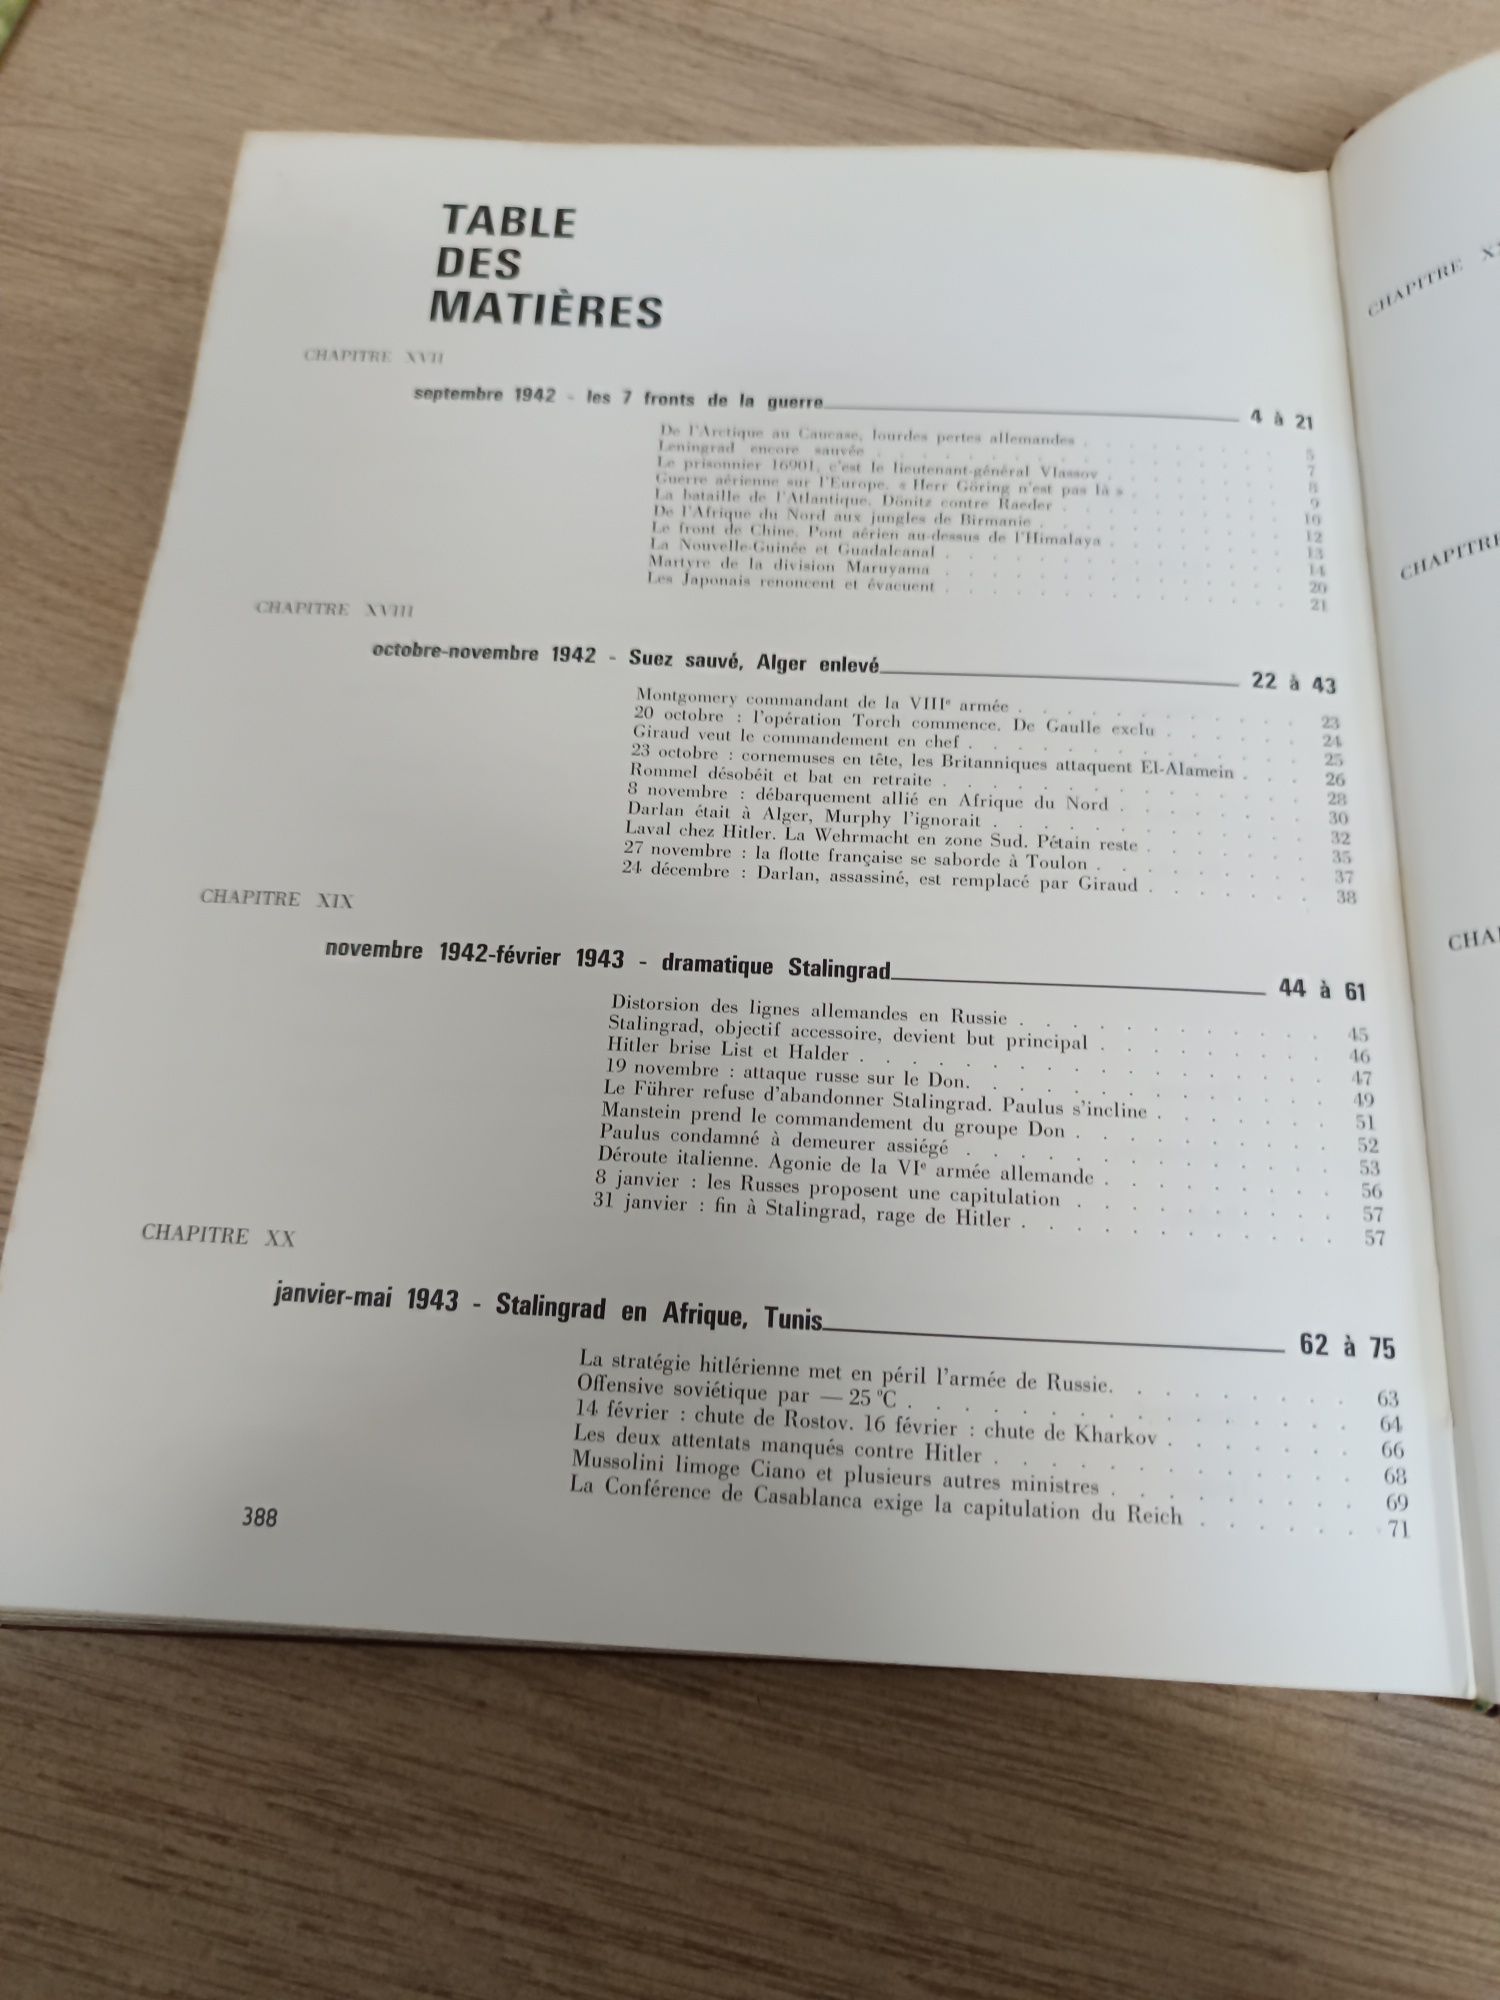 TABLE
DES
MATIÈRES
CHAPITRE XVII
septembre 1942 - les 7 fronts de la guerre 4 à 21
De l'Arctique au Caucase, lourdes pertes allemandes . . . . . . . . . 5
Leningrad encore sauvée . . . . . . . . . 7
Le prisonnier 16901, c'est le lieutenant-général Vlassov . . . . . . . . . 8
Guerre aérienne sur l'Europe. « Herr Göring n'est pas là » . . . . . . . . . 9
La bataille de l'Atlantique. Dönitz contre Raeder . . . . . . . . . 10
De l'Afrique du Nord aux jungles de Birmanie . . . . . . . . . 12
Le front de Chine. Pont aérien au-dessus de l'Himalaya . . . . . . . . . 13
La Nouvelle-Guinée et Guadalcanal . . . . . . . . . 14
Martyre de la division Maruyama . . . . . . . . . 20
Les Japonais renoncent et évacuent . . . . . . . . . 21
CHAPITRE XVIII
octobre-novembre 1942 - Suez sauvé, Alger enlevé 22 à 43
Montgomery commandant de la VIIIe armée . . . . . . . . . 23
20 octobre : l'opération Torch commence. De Gaulle exclu . . . . . . 24
Giraud veut le commandement en chef . . . . . . . . . 25
23 octobre : cornemuses en tête, les Britanniques attaquent El-Alamein . . . 26
Rommel désobéit et bat en retraite . . . . . . . . . 28
8 novembre : débarquement allié en Afrique du Nord . . . . . . . 30
Darlan était à Alger, Murphy l'ignorait . . . . . . . . . 32
Laval chez Hitler. La Wehrmacht en zone Sud. Pétain reste . . . . . . 35
27 novembre : la flotte française se saborde à Toulon . . . . . . . . 37
24 décembre : Darlan, assassiné, est remplacé par Giraud . . . . . . 38
CHAPITRE XIX
novembre 1942-février 1943 - dramatique Stalingrad 44 à 61
Distorsion des lignes allemandes en Russie . . . . . . . . . 45
Stalingrad, objectif accessoire, devient but principal . . . . . . . . . 46
Hitler brise List et Halder . . . . . . . . . 47
19 novembre : attaque russe sur le Don. . . . . . . . . . 49
Le Führer refuse d'abandonner Stalingrad. Paulus s'incline . . . . . . 51
Manstein prend le commandement du groupe Don . . . . . . . . . 52
Paulus condamné à demeurer assiégé . . . . . . . . . 53
Déroute italienne. Agonie de la VIe armée allemande . . . . . . . . 56
8 janvier : les Russes proposent une capitulation . . . . . . . . . 57
31 janvier : fin à Stalingrad, rage de Hitler . . . . . . . . . 57
CHAPITRE XX
janvier-mai 1943 - Stalingrad en Afrique, Tunis 62 à 75
La stratégie hitlérienne met en péril l'armée de Russie. . . . . . . . 63
Offensive soviétique par — 25 °C . . . . . . . . . 64
14 février : chute de Rostov. 16 février : chute de Kharkov . . . . . . 66
Les deux attentats manqués contre Hitler . . . . . . . . . 68
Mussolini limoge Ciano et plusieurs autres ministres . . . . . . . . 69
La Conférence de Casablanca exige la capitulation du Reich . . . . . . 71
388
CHAPITRE
CHAPITRE